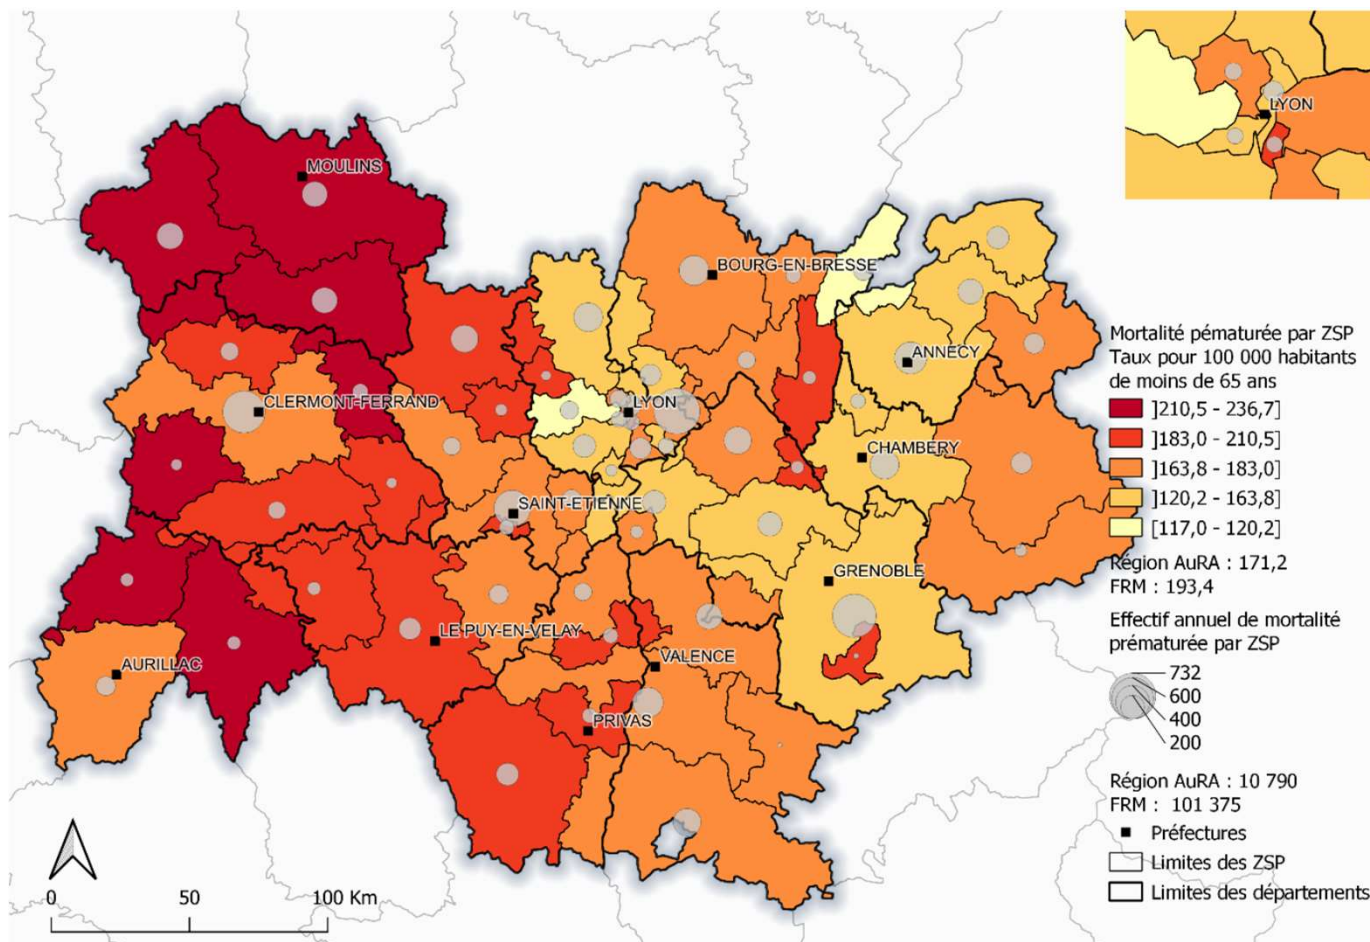 LYON
MOULINS
BOURG-EN-BRESSE
ANNECY
CLERMONT-FERRAND
LYON
CHAMBERY
SAINT-ETIENNE
GRENOBLE
LE PUY-EN-VELAY
VALENCE
AURILLAC
PRIVAS
Mortalité pématurée par ZSP
Taux pour 100 000 habitants
de moins de 65 ans
]210,5 - 236,7]
]183,0 - 210,5]
]163,8 - 183,0]
]120,2 - 163,8]
[117,0 - 120,2]
Région AuRA : 171,2
FRM : 193,4
Effectif annuel de mortalité
prématurée par ZSP
732
600
400
200
Région AuRA : 10 790
FRM : 101 375
Préfectures
Limites des ZSP
Limites des départements
0 50 100 Km